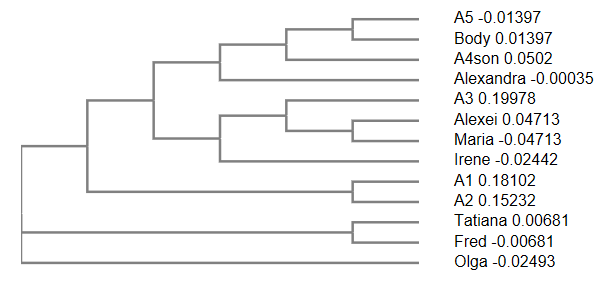 A5 -0.01397
Body 0.01397
A4son 0.0502
Alexandra -0.00035
A3 0.19978
Alexei 0.04713
Maria -0.04713
Irene -0.02442
A1 0.18102
A2 0.15232
Tatiana 0.00681
Fred -0.00681
Olga -0.02493